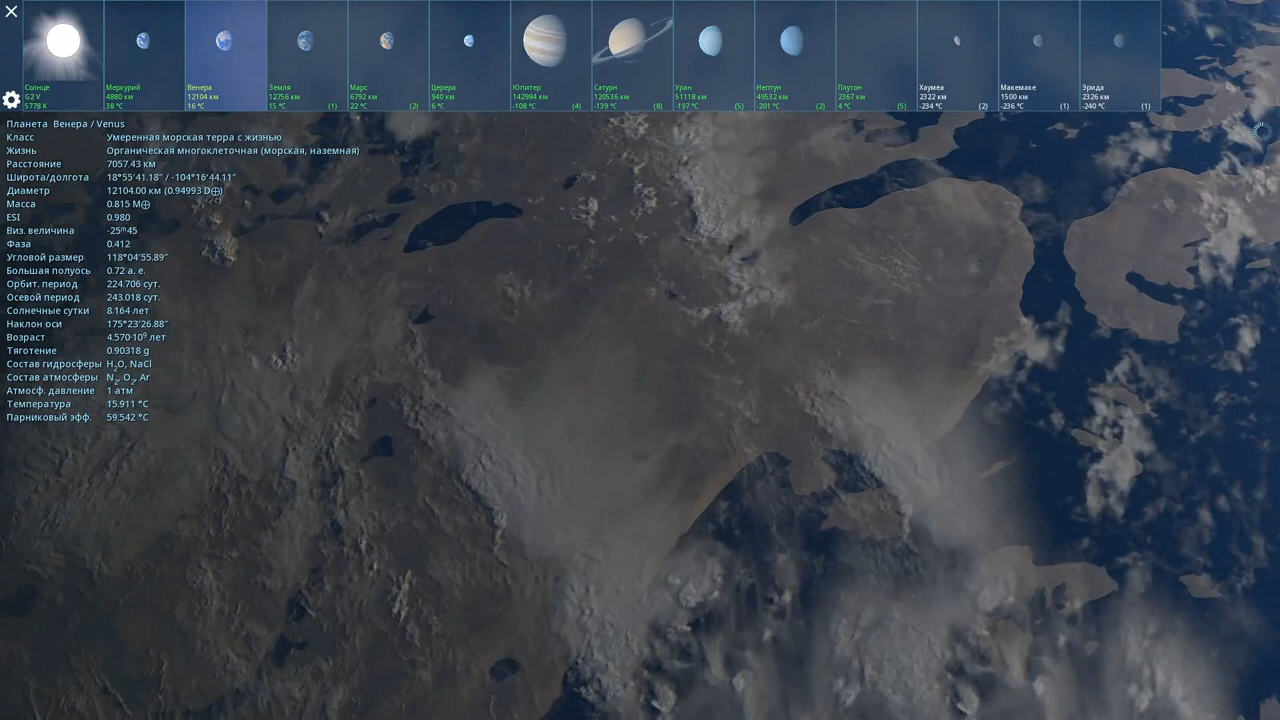 Солнце
G2 V
5778 K
Меркурий
4880 км
38 °C
Венера
12104 км
16 °C
Земля
12756 км
15 °C (1)
Марс
6792 км
22 °C (2)
Церера
940 км
6 °C
Юпитер
142984 км
-108 °C (4)
Сатурн
120536 км
-139 °C (8)
Уран
51118 км
-197 °C (5)
Нептун
49532 км
-201 °C (2)
Плутон
2367 км
4 °C (5)
Хаумеа
2322 км
-234 °C (2)
Макемаке
1500 км
-236 °C (1)
Эрида
2326 км
-240 °C (1)
Планета Венера / Venus
Класс Умеренная морская терра с жизнью
Жизнь Органическая многоклеточная (морская, наземная)
Расстояние 7057.43 км
Широта/долгота 18°55′41.18″ / -104°16′44.11″
Диаметр 12104.00 км (0.94993 D⊕)
Масса 0.815 M⊕
ESI 0.980
Виз. величина -25ᵐ45
Фаза 0.412
Угловой размер 118°04′55.89″
Большая полуось 0.72 а. е.
Орбит. период 224.706 сут.
Осевой период 243.018 сут.
Солнечные сутки 8.164 лет
Наклон оси 175°23′26.88″
Возраст 4.570·10⁹ лет
Тяготение 0.90318 g
Состав гидросферы H₂O, NaCl
Состав атмосферы N₂, O₂, Ar
Атмосф. давление 1 атм
Температура 15.911 °C
Парниковый эфф. 59.542 °C